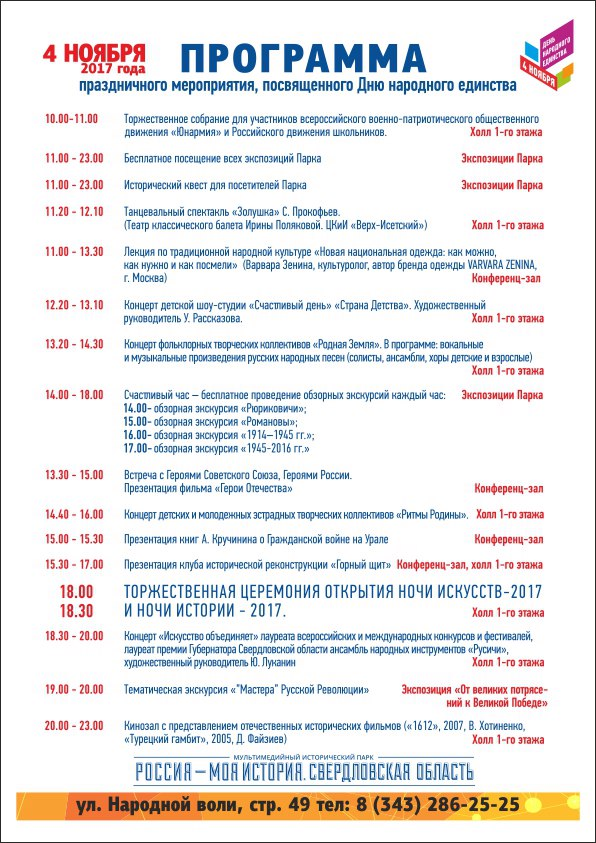 4 НОЯБРЯ
2017 года
ПРОГРАММА
праздничного мероприятия, посвященного Дню народного единства
ДЕНЬ
НАРОДНОГО
ЕДИНСТВА
4 НОЯБРЯ
10.00-11.00 Торжественное собрание для участников всероссийского военно-патриотического общественного
движения «Юнармия» и Российского движения школьников. Холл 1-го этажа
11.00 - 23.00 Бесплатное посещение всех экспозиций Парка Экспозиции Парка
11.00 - 23.00 Исторический квест для посетителей Парка Экспозиции Парка
11.20 - 12.10 Танцевальный спектакль «Золушка» С. Прокофьев.
(Театр классического балета Ирины Поляковой. ЦКиИ «Верх-Исетский») Холл 1-го этажа
11.00 - 13.30 Лекция по традиционной народной культуре «Новая национальная одежда: как можно,
как нужно и как посмели» (Варвара Зенина, культуролог, автор бренда одежды VARVARA ZENINA,
г. Москва) Конференц-зал
12.20 - 13.10 Концерт детской шоу-студии «Счастливый день» «Страна Детства». Художественный
руководитель У. Рассказова. Холл 1-го этажа
13.20 - 14.30 Концерт фольклорных творческих коллективов «Родная Земля». В программе: вокальные
и музыкальные произведения русских народных песен (солисты, ансамбли, хоры детские и взрослые)
Холл 1-го этажа
14.00 - 18.00 Счастливый час – бесплатное проведение обзорных экскурсий каждый час: Экспозиции Парка
14.00- обзорная экскурсия «Рюриковичи»;
15.00- обзорная экскурсия «Романовы»;
16.00- обзорная экскурсия «1914–1945 гг.»;
17.00- обзорная экскурсия «1945-2016 гг.»
13.30 - 15.00 Встреча с Героями Советского Союза, Героями России.
Презентация фильма «Герои Отечества» Конференц-зал
14.40 - 16.00 Концерт детских и молодежных эстрадных творческих коллективов «Ритмы Родины». Холл 1-го этажа
15.00 - 15.30 Презентация книг А. Кручинина о Гражданской войне на Урале Конференц-зал
15.30 - 17.00 Презентация клуба исторической реконструкции «Горный щит» Конференц-зал, холл 1-го этажа
18.00 ТОРЖЕСТВЕННАЯ ЦЕРЕМОНИЯ ОТКРЫТИЯ НОЧИ ИСКУССТВ-2017
18.30 И НОЧИ ИСТОРИИ - 2017. Холл 1-го этажа
18.30 - 20.00 Концерт «Искусство объединяет» лауреата всероссийских и международных конкурсов и фестивалей,
лауреат премии Губернатора Свердловской области ансамбль народных инструментов «Русичи»,
художественный руководитель Ю. Луканин Холл 1-го этажа
19.00 - 20.00 Тематическая экскурсия «"Мастера" Русской Революции» Экспозиция «От великих потрясе-
ний к Великой Победе»
20.00 - 23.00 Кинозал с представлением отечественных исторических фильмов («1612», 2007, В. Хотиненко,
«Турецкий гамбит», 2005, Д. Файзиев) Холл 1-го этажа
МУЛЬТИМЕДИЙНЫЙ ИСТОРИЧЕСКИЙ ПАРК
РОССИЯ – МОЯ ИСТОРИЯ. СВЕРДЛОВСКАЯ ОБЛАСТЬ
ул. Народной воли, стр. 49 тел: 8 (343) 286-25-25